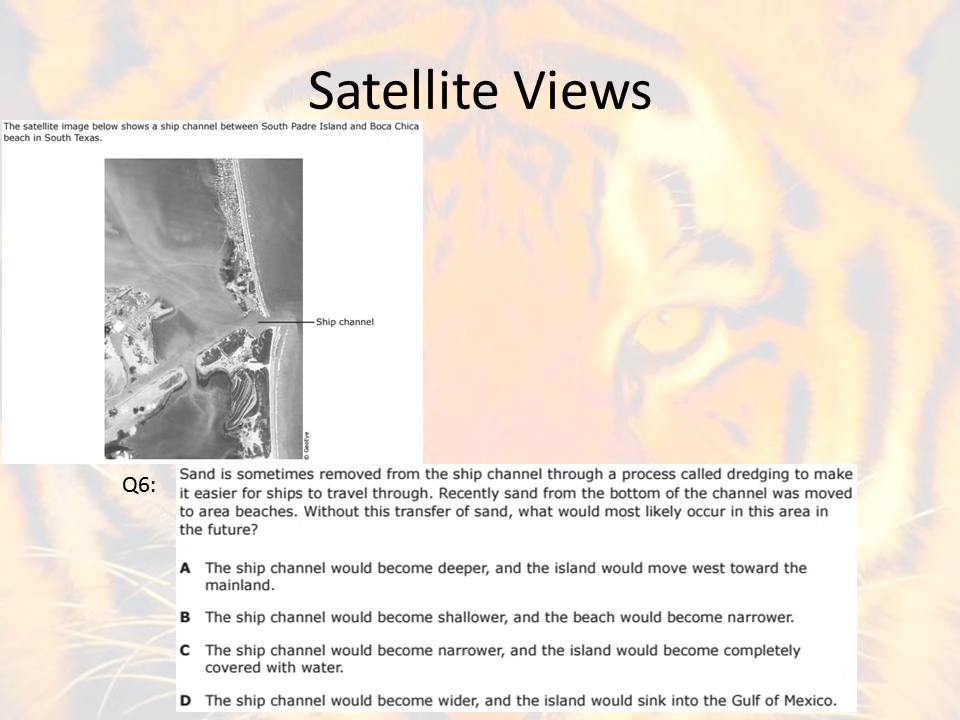 Satellite Views
The satellite image below shows a ship channel between South Padre Island and Boca Chica
beach in South Texas.
Ship channel
© GeoEye
Q6:
Sand is sometimes removed from the ship channel through a process called dredging to make
it easier for ships to travel through. Recently sand from the bottom of the channel was moved
to area beaches. Without this transfer of sand, what would most likely occur in this area in
the future?
A The ship channel would become deeper, and the island would move west toward the
mainland.
B The ship channel would become shallower, and the beach would become narrower.
C The ship channel would become narrower, and the island would become completely
covered with water.
D The ship channel would become wider, and the island would sink into the Gulf of Mexico.